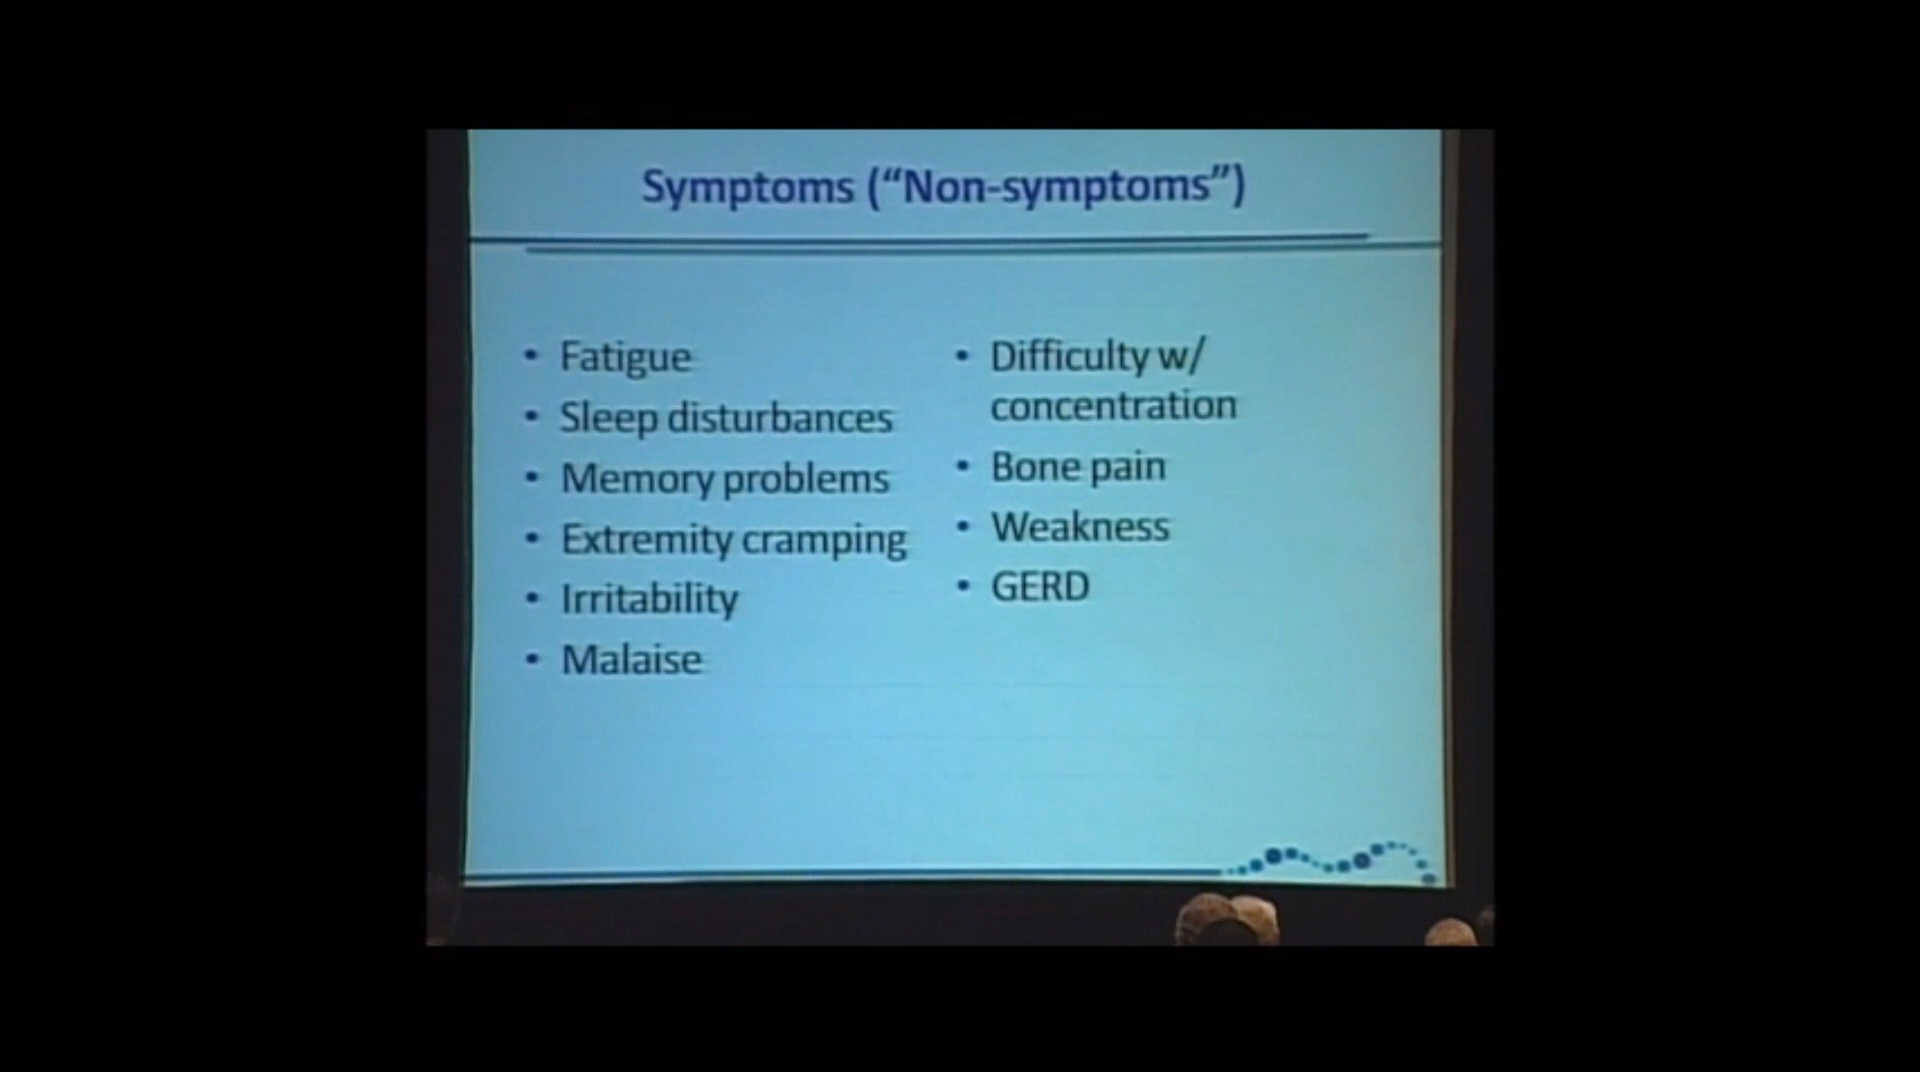 Symptoms (“Non-symptoms”)
• Fatigue
• Sleep disturbances
• Memory problems
• Extremity cramping
• Irritability
• Malaise
• Difficulty w/
concentration
• Bone pain
• Weakness
• GERD